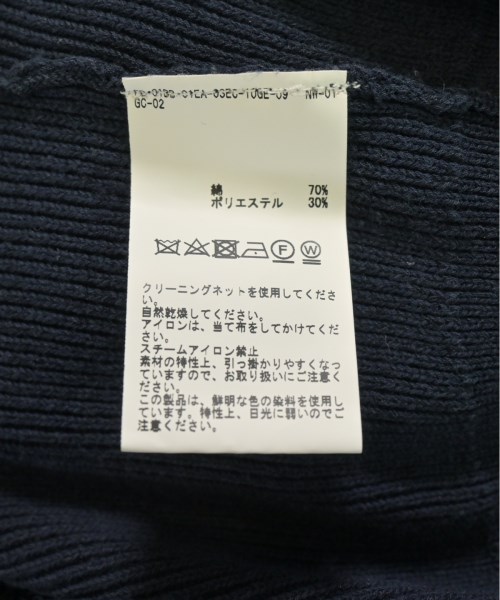 NW-01
GC-02
綿 70%
ポリエステル 30%
F W
クリーニングネットを使用してくださ
い。
自然乾燥してください。
アイロンは、当て布をしてかけてくだ
さい。
スチームアイロン禁止
素材の特性上、引っ掛かりやすくなっ
ていますので、お取り扱いにご注意く
ださい。
この製品は、鮮明な色の染料を使用し
ています。特性上、日光に弱いのでご
注意ください。